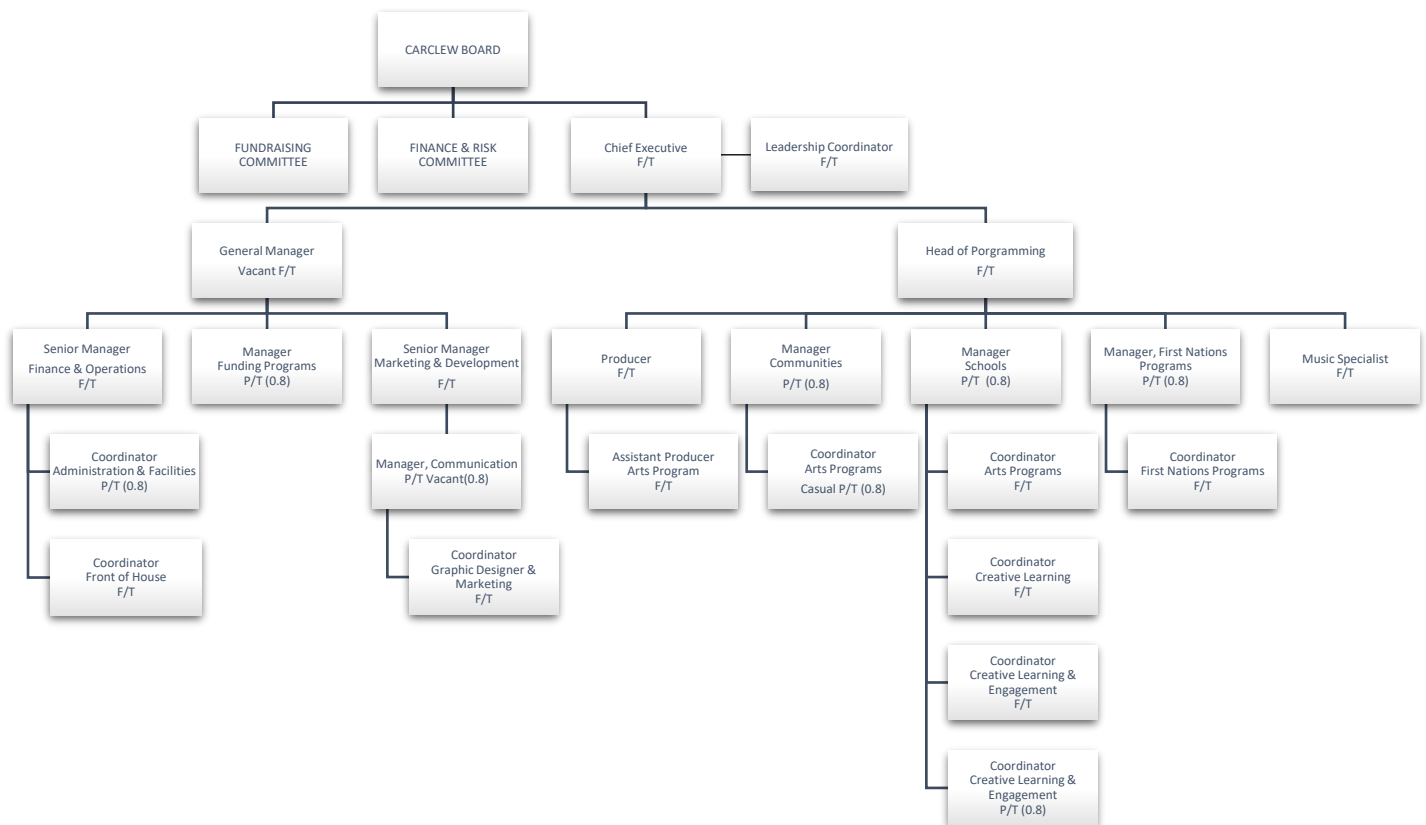 CARCLEW BOARD
FUNDRAISING
COMMITTEE
FINANCE & RISK
COMMITTEE
Chief Executive
F/T
Leadership Coordinator
F/T
General Manager
Vacant F/T
Head of Porgramming
F/T
Senior Manager
Finance & Operations
F/T
Manager
Funding Programs
P/T (0.8)
Senior Manager
Marketing & Development
F/T
Producer
F/T
Manager
Communities
P/T (0.8)
Manager
Schools
P/T (0.8)
Manager, First Nations
Programs
P/T (0.8)
Music Specialist
F/T
Coordinator
Administration & Facilities
P/T (0.8)
Manager, Communication
P/T Vacant(0.8)
Assistant Producer
Arts Program
F/T
Coordinator
Arts Programs
Casual P/T (0.8)
Coordinator
Arts Programs
F/T
Coordinator
First Nations Programs
F/T
Coordinator
Front of House
F/T
Coordinator
Graphic Designer &
Marketing
F/T
Coordinator
Creative Learning
F/T
Coordinator
Creative Learning &
Engagement
F/T
Coordinator
Creative Learning &
Engagement
P/T (0.8)